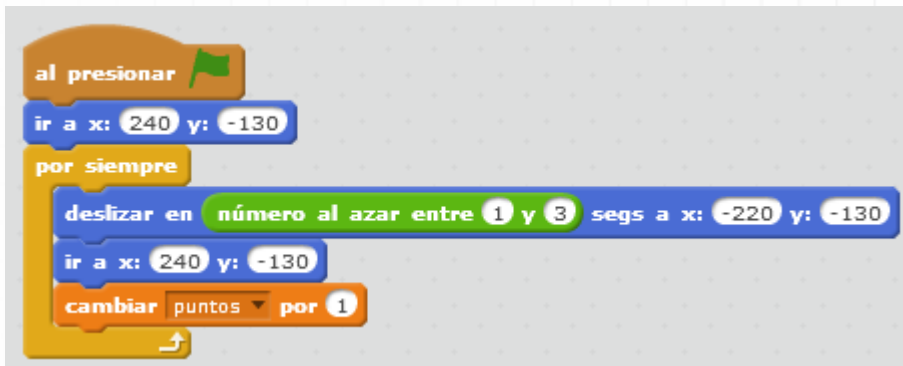 al presionar
ir a x: 240 y: -130
por siempre
deslizar en número al azar entre 1 y 3 segs a x: -220 y: -130
ir a x: 240 y: -130
cambiar puntos por 1